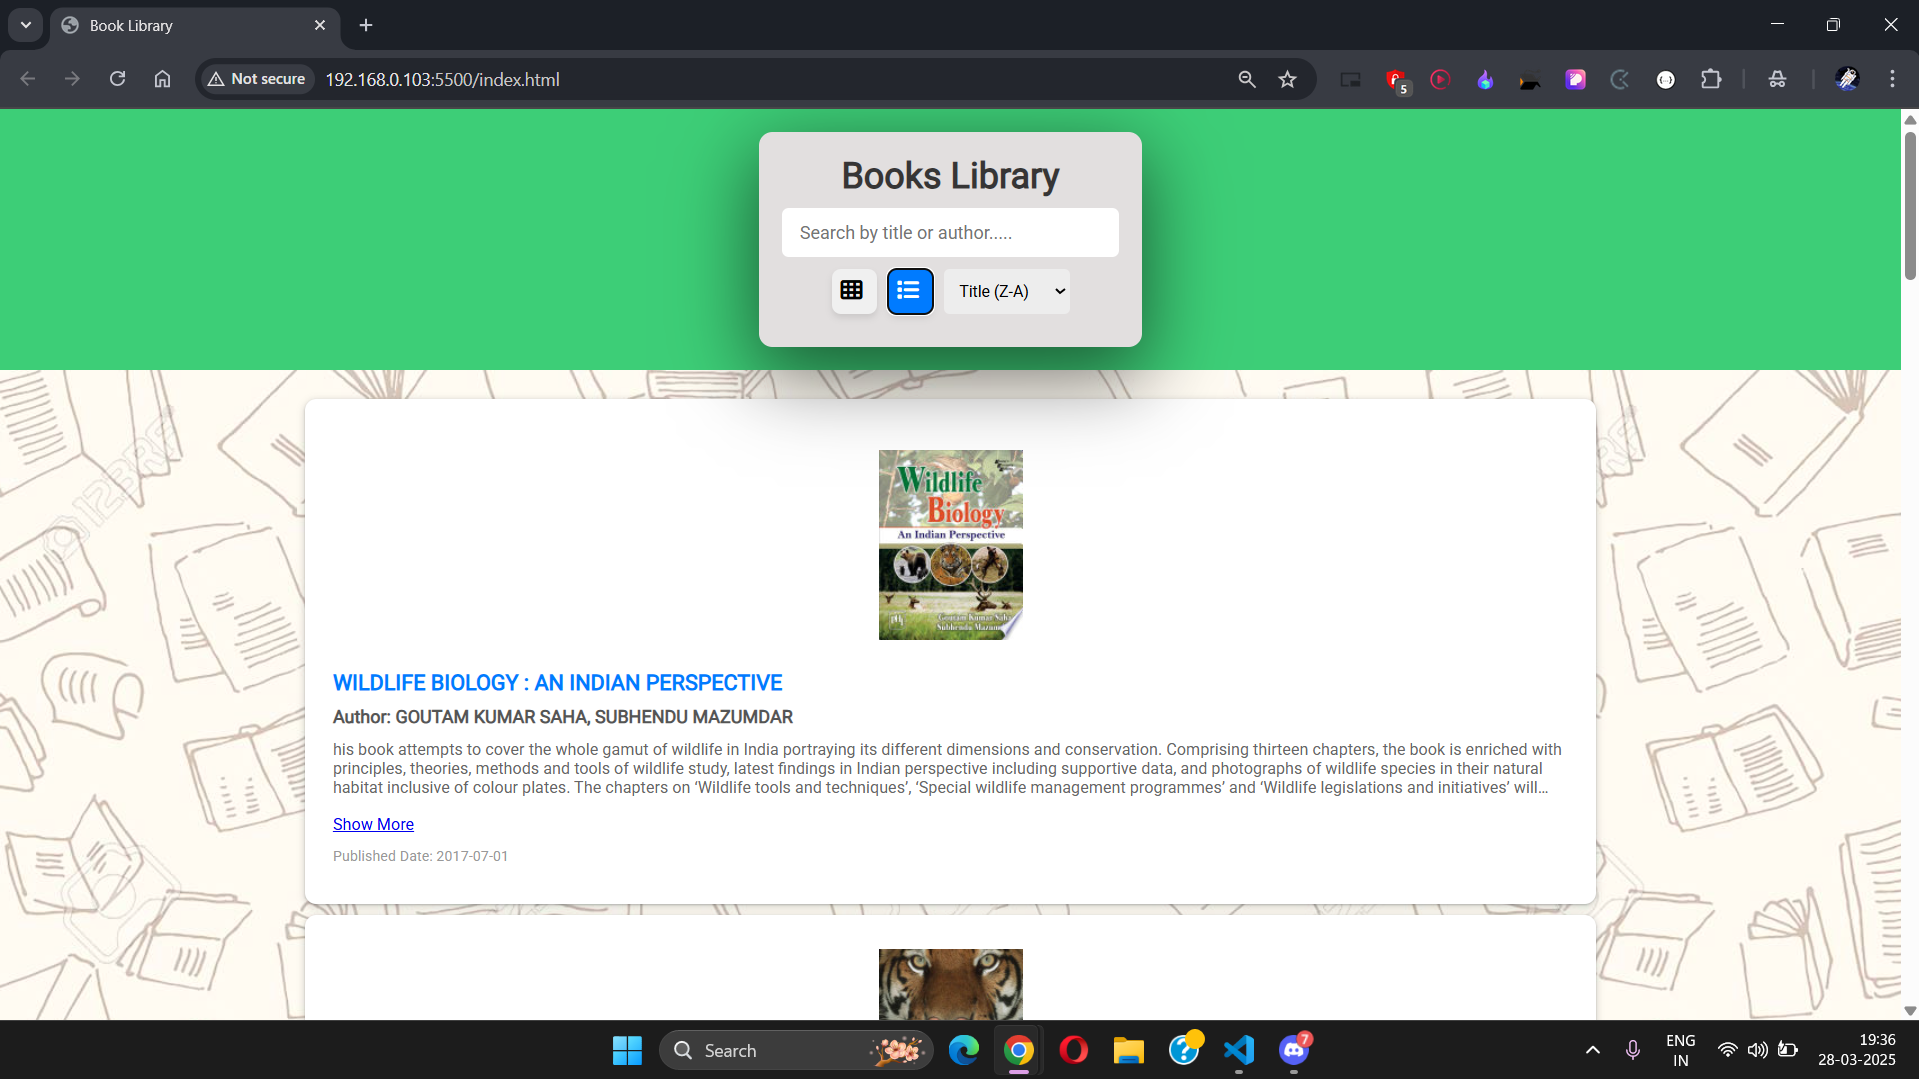 Book Library
Not secure
192.168.0.103:5500/index.html
5
Books Library
Search by title or author.....
Title (Z-A)
123RF
Wildlife
Biology
An Indian Perspective
Goutam Kumar Saha
Subhendu Mazumdar
WILDLIFE BIOLOGY : AN INDIAN PERSPECTIVE
Author: GOUTAM KUMAR SAHA, SUBHENDU MAZUMDAR
his book attempts to cover the whole gamut of wildlife in India portraying its different dimensions and conservation. Comprising thirteen chapters, the book is enriched with
principles, theories, methods and tools of wildlife study, latest findings in Indian perspective including supportive data, and photographs of wildlife species in their natural
habitat inclusive of colour plates. The chapters on ‘Wildlife tools and techniques’, ‘Special wildlife management programmes’ and ‘Wildlife legislations and initiatives’ will...
Show More
Published Date: 2017-07-01
Search
7
ENG
IN
19:36
28-03-2025